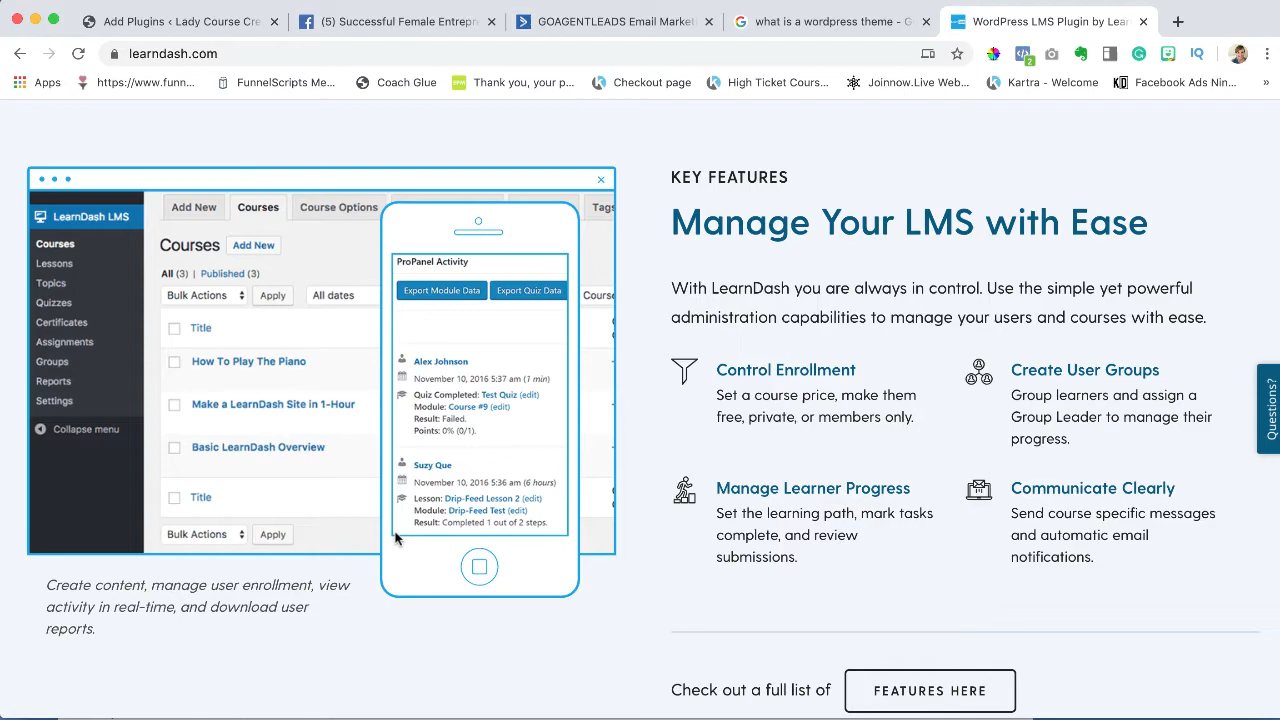 Add Plugins ‹ Lady Course Cre
(5) Successful Female Entrepr
GOAGENTLEADS Email Market
what is a wordpress theme - G
WordPress LMS Plugin by Lear
learndash.com
2
Apps
https://www.funn...
FunnelScripts Me...
Coach Glue
Thank you, your p...
Checkout page
High Ticket Cours...
Joinnow.Live Web...
Kartra - Welcome
Facebook Ads Nin...
»
LearnDash LMS
Courses
Lessons
Topics
Quizzes
Certificates
Assignments
Groups
Reports
Settings
Collapse menu
Add New
Courses
Course Options
Tags
Courses
Add New
All (3) | Published (3)
Bulk Actions
Apply
All dates
Course
Title
How To Play The Piano
Make a LearnDash Site in 1-Hour
Basic LearnDash Overview
Title
Bulk Actions
Apply
ProPanel Activity
Export Module Data
Export Quiz Data
Alex Johnson
November 10, 2016 5:37 am (1 min)
Quiz Completed: Test Quiz (edit)
Module: Course #9 (edit)
Result: Failed.
Points: 0% (0/1).
Suzy Que
November 10, 2016 5:36 am (6 hours)
Lesson: Drip-Feed Lesson 2 (edit)
Module: Drip-Feed Test (edit)
Result: Completed 1 out of 2 steps.
Create content, manage user enrollment, view
activity in real-time, and download user
reports.
KEY FEATURES
Manage Your LMS with Ease
With LearnDash you are always in control. Use the simple yet powerful
administration capabilities to manage your users and courses with ease.
Control Enrollment
Set a course price, make them
free, private, or members only.
Create User Groups
Group learners and assign a
Group Leader to manage their
progress.
Manage Learner Progress
Set the learning path, mark tasks
complete, and review
submissions.
Communicate Clearly
Send course specific messages
and automatic email
notifications.
Check out a full list of
FEATURES HERE
Questions?